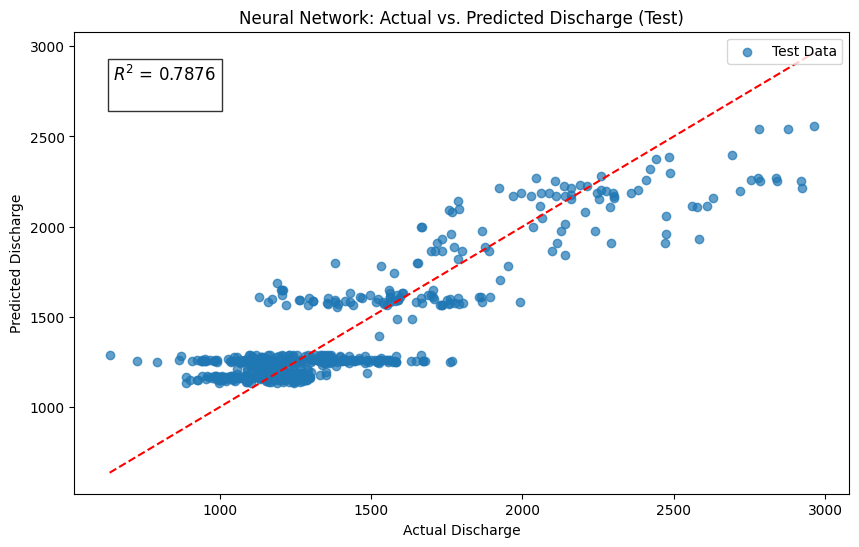 Neural Network: Actual vs. Predicted Discharge (Test)
R² = 0.7876
Test Data
3000
2500
2000
1500
1000
Predicted Discharge
1000 1500 2000 2500 3000
Actual Discharge